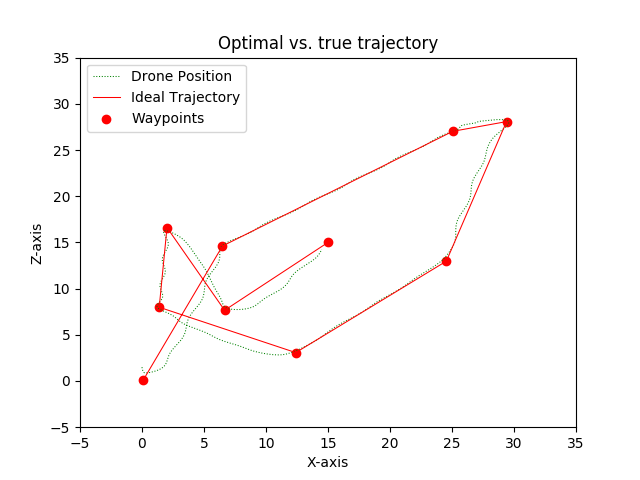 Optimal vs. true trajectory
Drone Position
Ideal Trajectory
Waypoints
35
30
25
20
15
10
5
0
−5
Z-axis
−5 0 5 10 15 20 25 30 35
X-axis